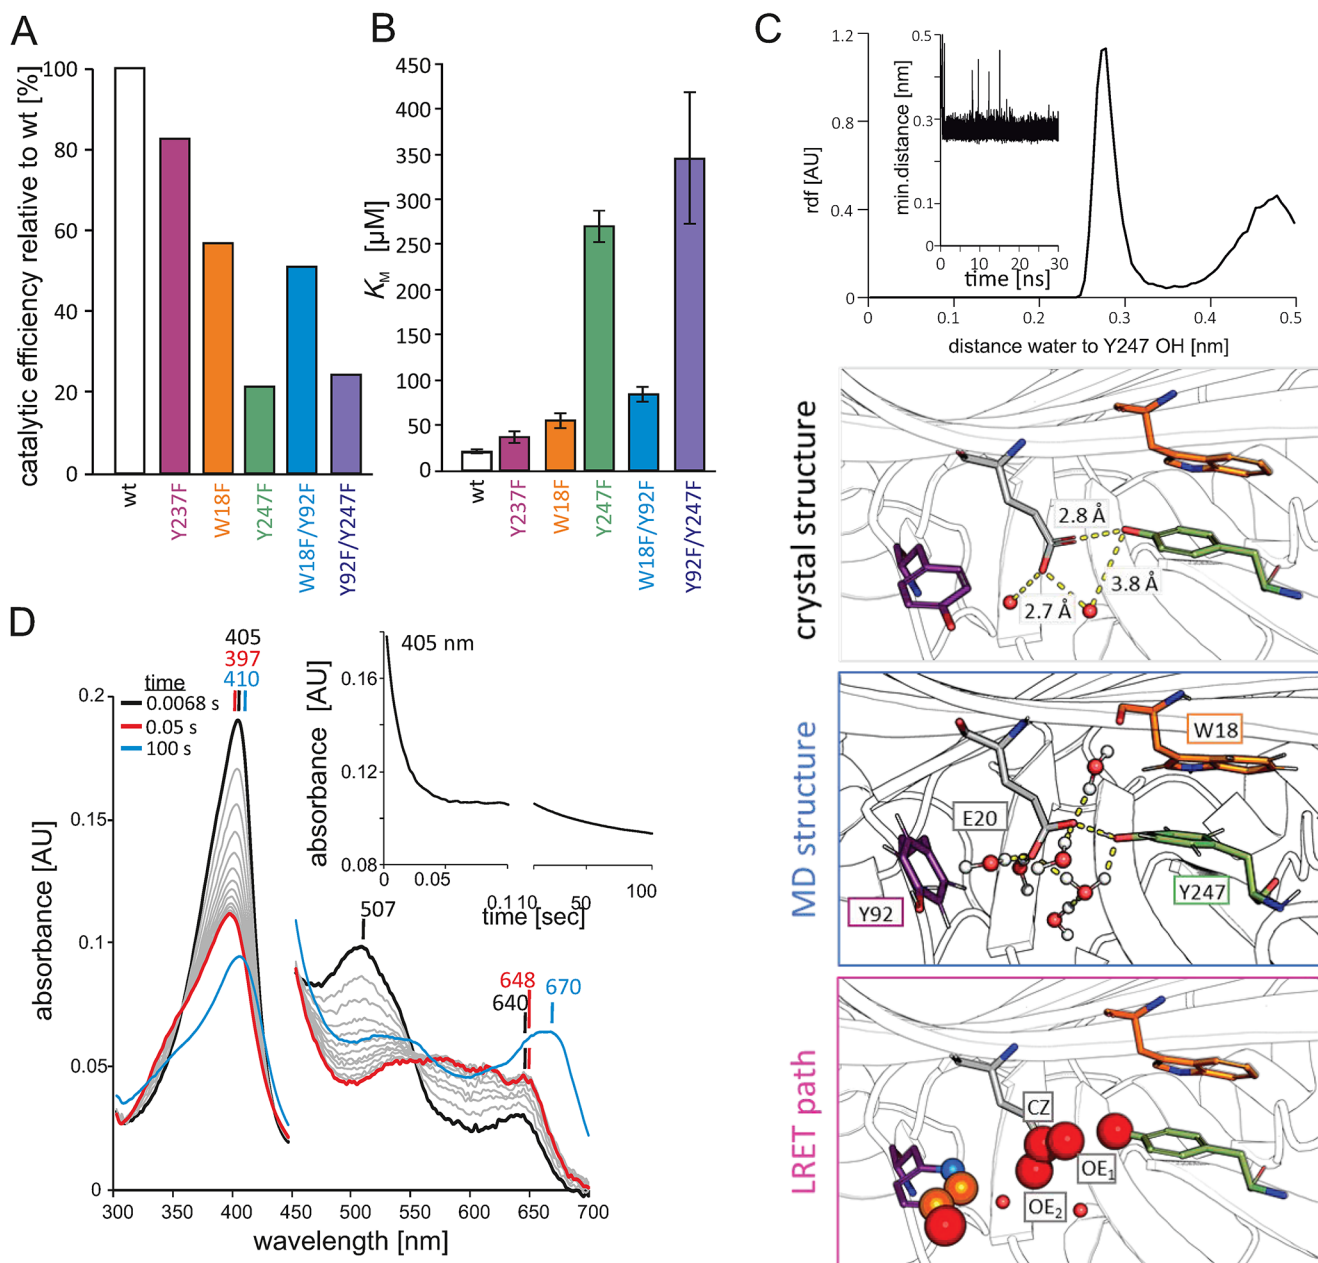 A
catalytic efficiency relative to wt [%]
100
80
60
40
20
0
wt
Y237F
W18F
Y247F
W18F/Y92F
Y92F/Y247F
B
K_M [µM]
450
400
350
300
250
200
150
100
50
0
wt
Y237F
W18F
Y247F
W18F/Y92F
Y92F/Y247F
C
rdf [AU]
1.2
0.8
0.4
0
min.distance [nm]
0.5
0.3
0.1
0
0 10 20 30
time [ns]
0 0.1 0.2 0.3 0.4 0.5
distance water to Y247 OH [nm]
crystal structure
2.8 Å
3.8 Å
2.7 Å
MD structure
W18
E20
Y247
Y92
LRET path
CZ
OE1
OE2
D
absorbance [AU]
0.2
0.15
0.1
0.05
0
time
0.0068 s
0.05 s
100 s
405
397
410
405 nm
absorbance [AU]
0.16
0.12
0.08
0 0.05 0.1 10 50 100
time [sec]
507
648
640
670
300 350 400 450 500 550 600 650 700
wavelength [nm]